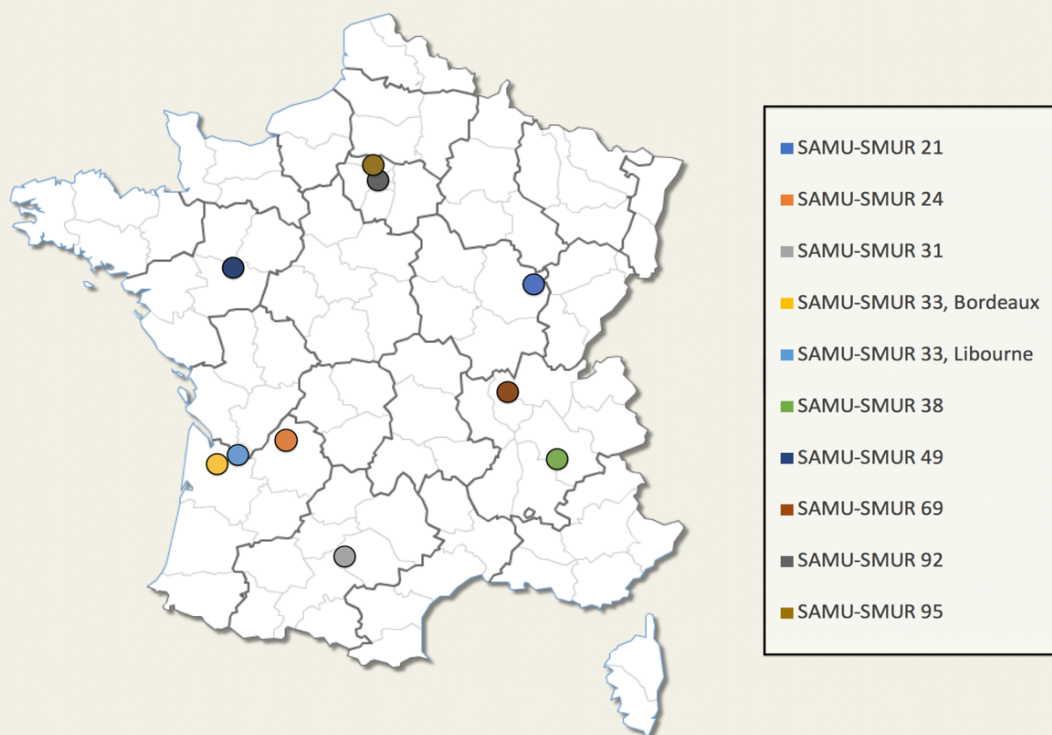 SAMU-SMUR 21
SAMU-SMUR 24
SAMU-SMUR 31
SAMU-SMUR 33, Bordeaux
SAMU-SMUR 33, Libourne
SAMU-SMUR 38
SAMU-SMUR 49
SAMU-SMUR 69
SAMU-SMUR 92
SAMU-SMUR 95